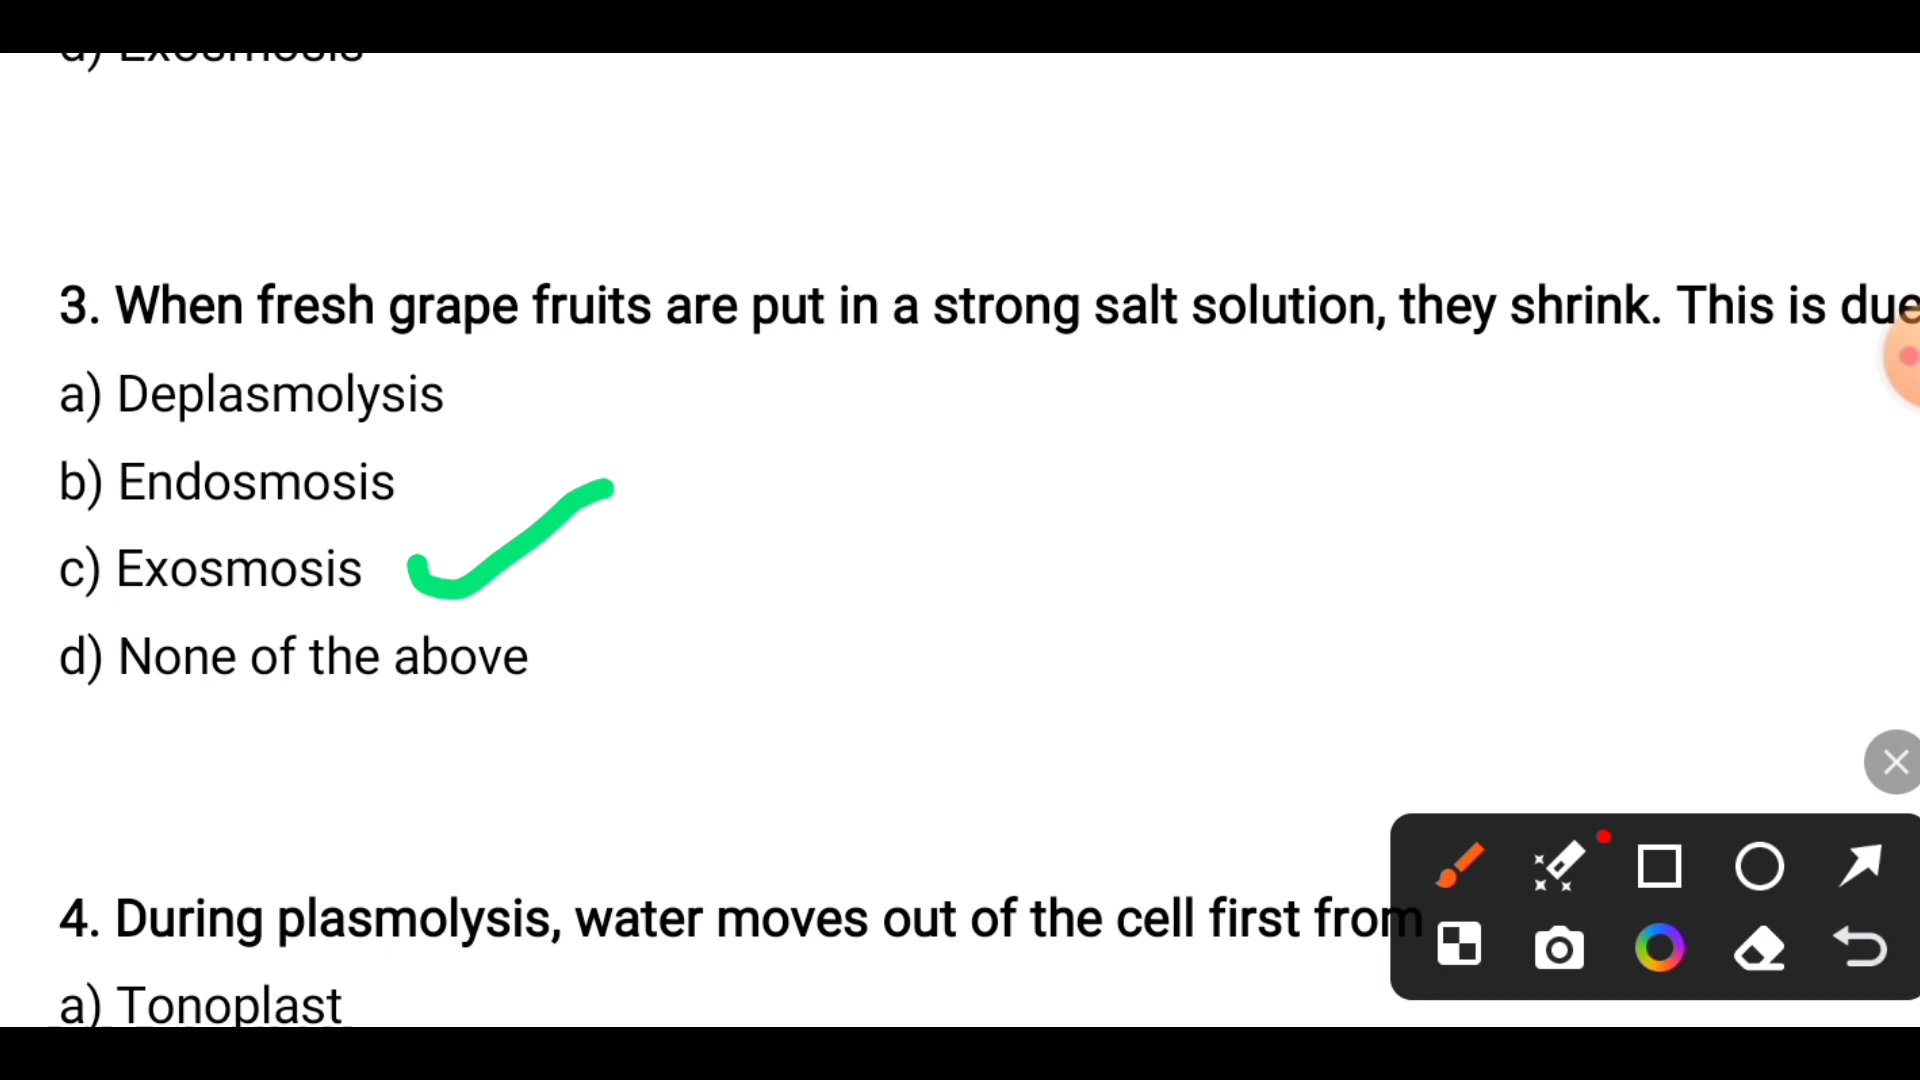 d) Exosmosis
3. When fresh grape fruits are put in a strong salt solution, they shrink. This is due
a) Deplasmolysis
b) Endosmosis
c) Exosmosis
d) None of the above
4. During plasmolysis, water moves out of the cell first from
a) Tonoplast